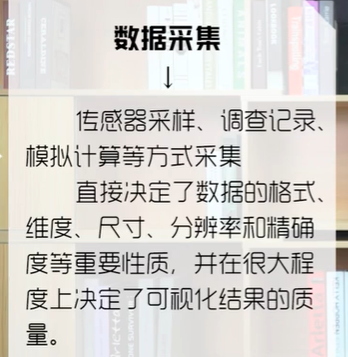 数据采集
↓
传感器采样、调查记录、
模拟计算等方式采集
直接决定了数据的格式、
维度、尺寸、分辨率和精确
度等重要性质，并在很大程
度上决定了可视化结果的质
量。
REDSTAR